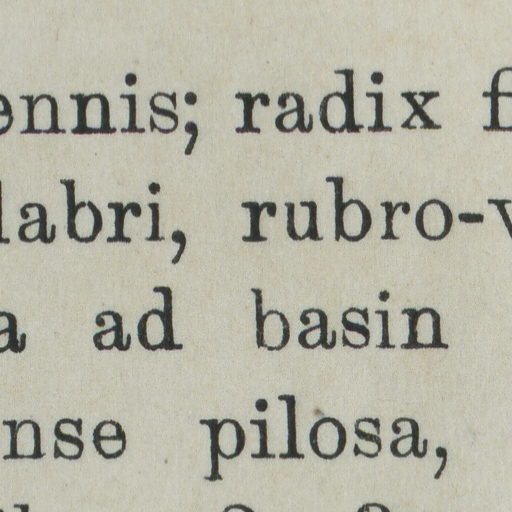 ennis; radix
labri, rubro-
a ad basin
nse pilosa,